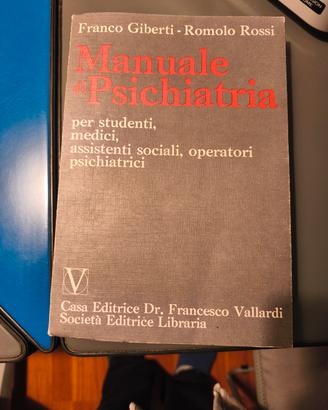 Franco Giberti - Romolo Rossi
Manuale
di Psichiatria
per studenti,
medici,
assistenti sociali, operatori
psichiatrici
V
Casa Editrice Dr. Francesco Vallardi
Società Editrice Libraria